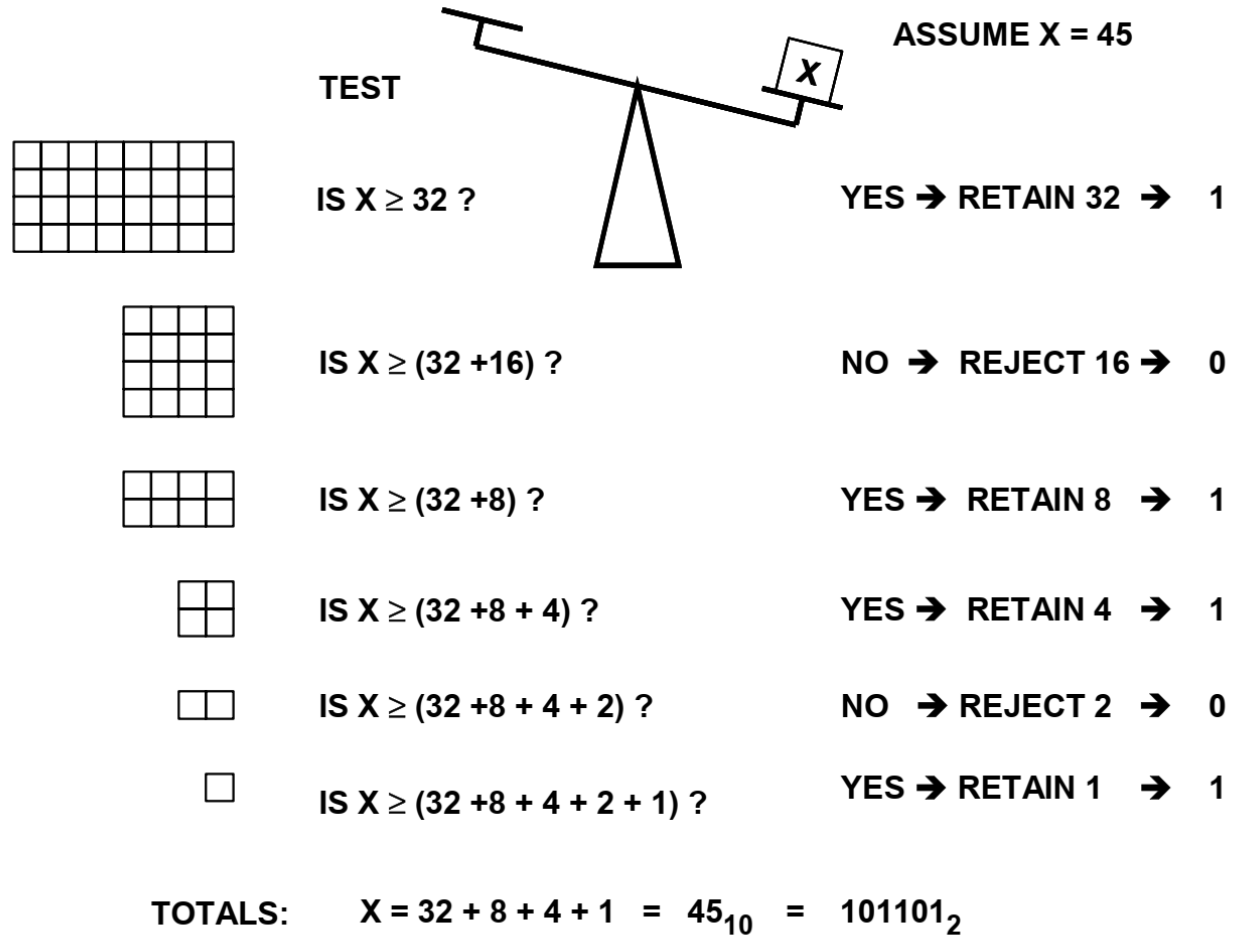 ASSUME X = 45
X
TEST
IS X ≥ 32 ? YES ➔ RETAIN 32 ➔ 1
IS X ≥ (32 +16) ? NO ➔ REJECT 16 ➔ 0
IS X ≥ (32 +8) ? YES ➔ RETAIN 8 ➔ 1
IS X ≥ (32 +8 + 4) ? YES ➔ RETAIN 4 ➔ 1
IS X ≥ (32 +8 + 4 + 2) ? NO ➔ REJECT 2 ➔ 0
IS X ≥ (32 +8 + 4 + 2 + 1) ? YES ➔ RETAIN 1 ➔ 1
TOTALS: X = 32 + 8 + 4 + 1 = 45₁₀ = 101101₂